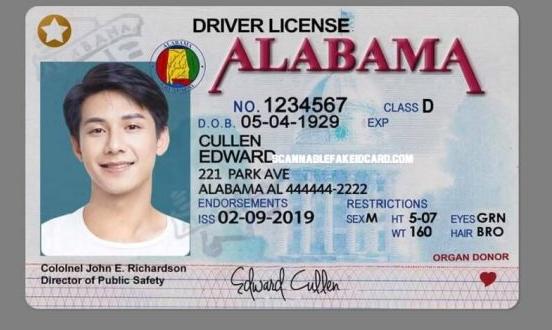 DRIVER LICENSE
ALABAMA
ALABAMA
NO. 1234567 CLASS D
D.O.B. 05-04-1929 EXP
CULLEN
EDWARD
SCANNABLEFAKEIDCARD.COM
221 PARK AVE
ALABAMA AL 444444-2222
ENDORSEMENTS RESTRICTIONS
ISS 02-09-2019 SEX M HT 5-07 EYES GRN
WT 160 HAIR BRO
ORGAN DONOR
Cololnel John E. Richardson
Director of Public Safety
Edward Cullen